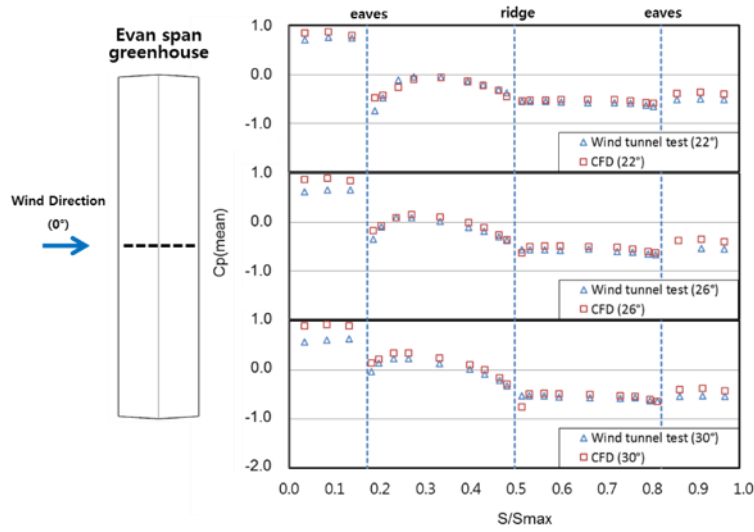 eaves ridge eaves
Evan span
greenhouse
Wind Direction
(0°)
Cp(mean)
1.0
0.0
-1.0
Wind tunnel test (22°)
CFD (22°)
1.0
0.0
-1.0
Wind tunnel test (26°)
CFD (26°)
1.0
0.0
-1.0
-2.0
Wind tunnel test (30°)
CFD (30°)
0.0 0.1 0.2 0.3 0.4 0.5 0.6 0.7 0.8 0.9 1.0
S/Smax